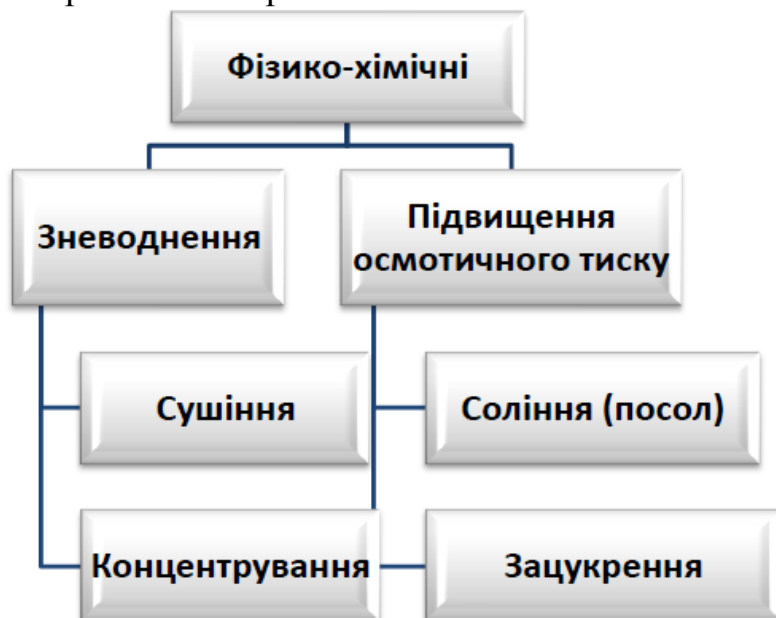 Фізико-хімічні
Зневоднення
Підвищення
осмотичного тиску
Сушіння
Соління (посол)
Концентрування
Зацукрення